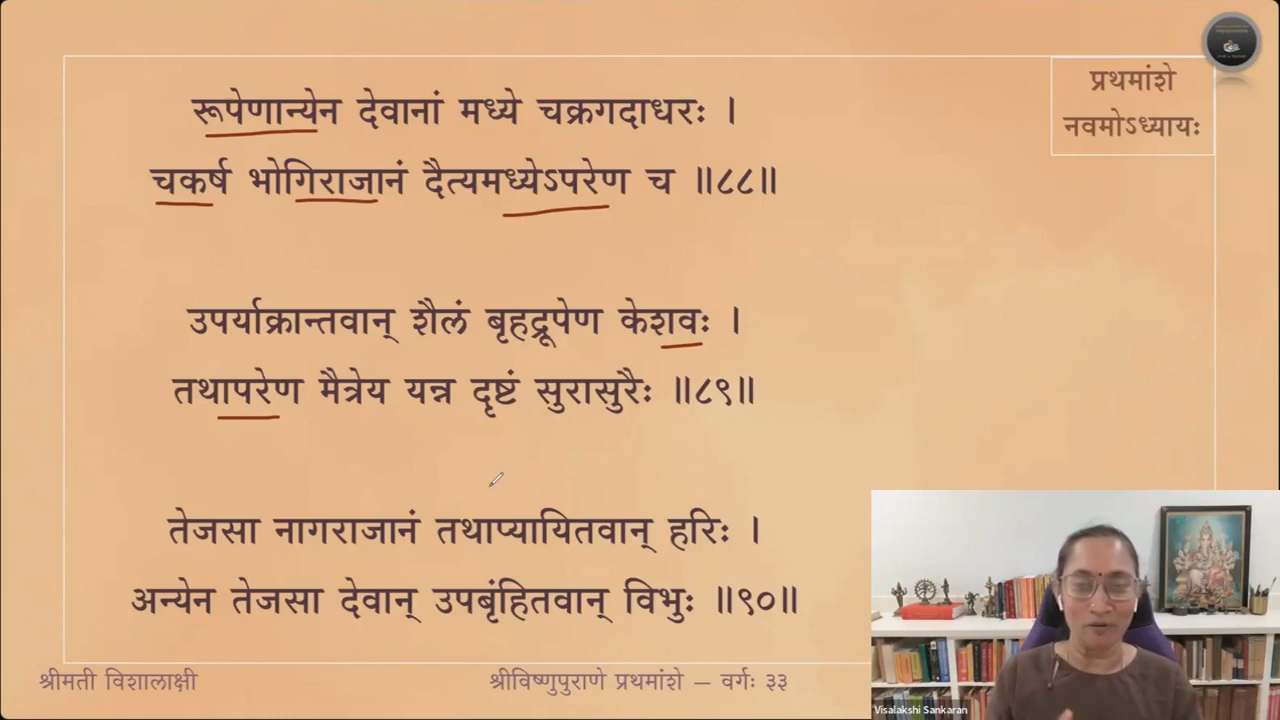 प्रथमांशे
नवमोऽध्यायः
रूपेणान्येन देवानां मध्ये चक्रगदाधरः ।
चकर्ष भोगिराजानं दैत्यमध्येऽपरेण च ॥८८॥
उपर्याक्रान्तवान् शैलं बृहद्रूपेण केशवः ।
तथापरेण मैत्रेय यन्न दृष्टं सुरासुरैः ॥८९॥
तेजसा नागराजानं तथाप्यायितवान् हरिः ।
अन्येन तेजसा देवान् उपबृंहितवान् विभुः ॥९०॥
श्रीमती विशालाक्षी
श्रीविष्णुपुराणे प्रथमांशे – वर्गः ३३
Visalakshi Sankaran